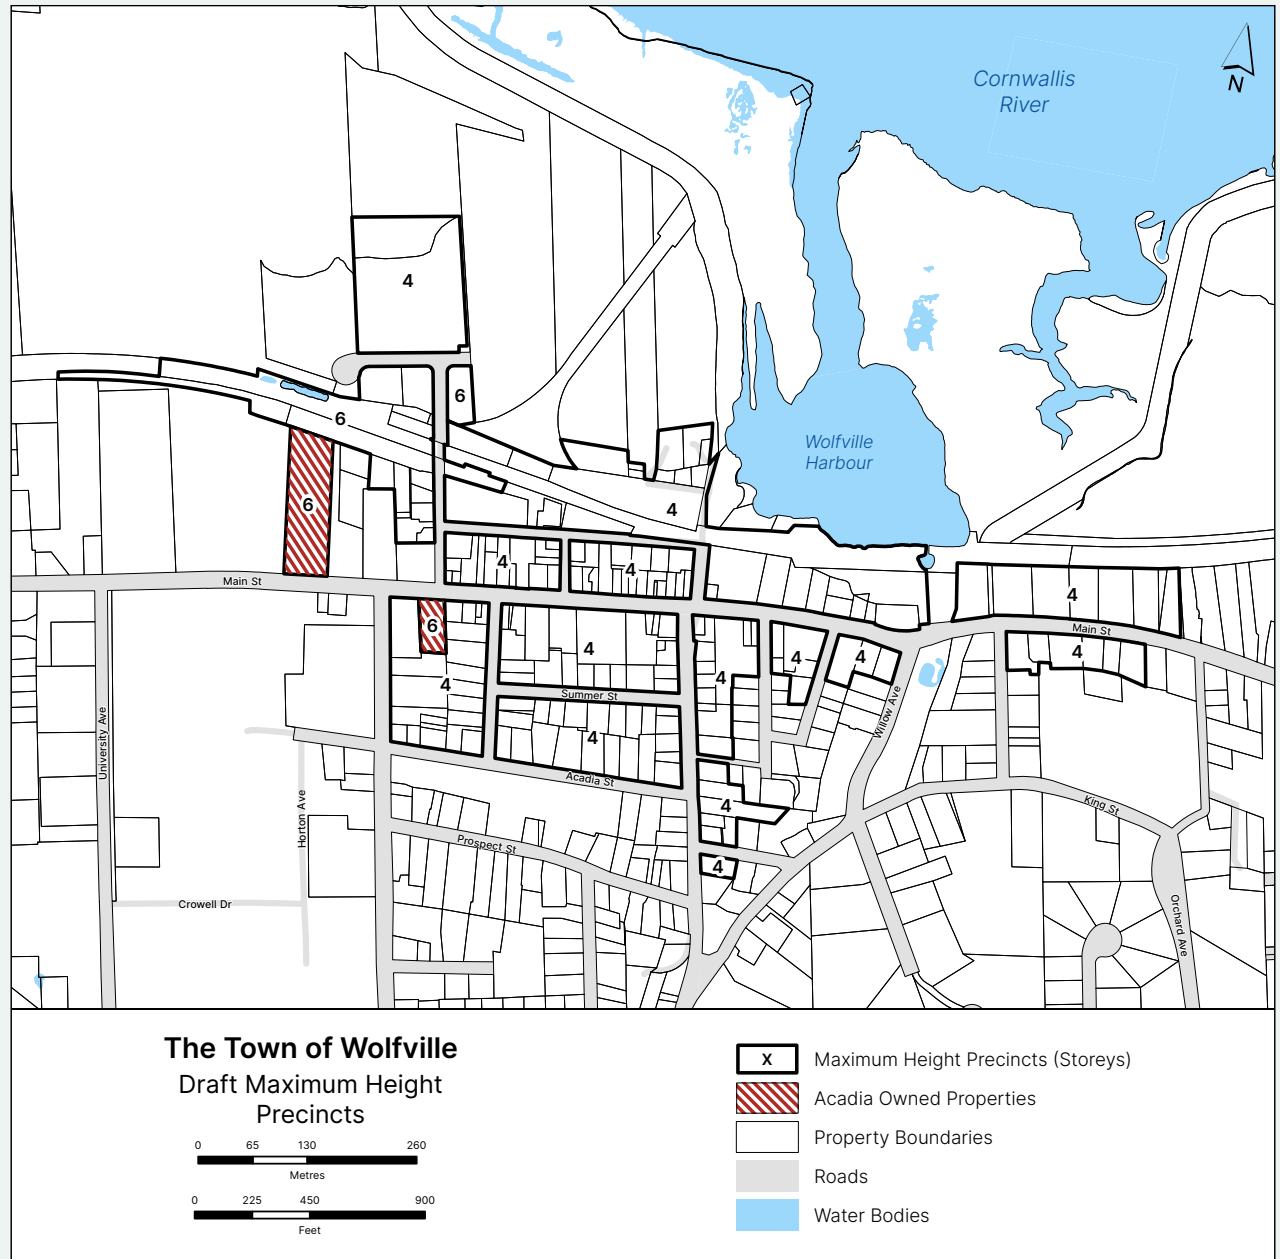 Cornwallis
River
N
4
6
6
Wolfville
Harbour
6
4
4
4
Main St
4
6
Main St
4
4
4
4
4
4
Summer St
Willow Ave
University Ave
4
Acadia St
Horton Ave
4
King St
Prospect St
4
Crowell Dr
Orchard Ave
The Town of Wolfville
Draft Maximum Height
Precincts
0 65 130 260
Metres
0 225 450 900
Feet
X Maximum Height Precincts (Storeys)
Acadia Owned Properties
Property Boundaries
Roads
Water Bodies